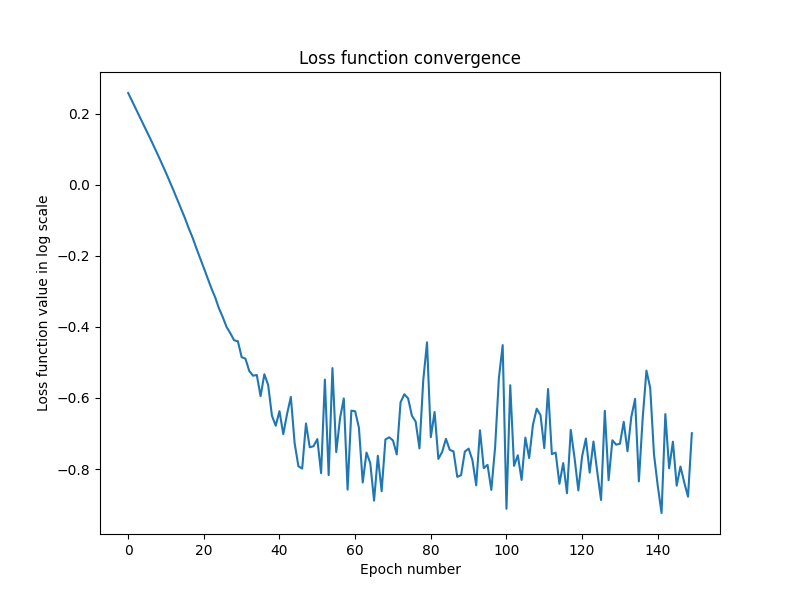 Loss function convergence
0.2
0.0
−0.2
−0.4
−0.6
−0.8
Loss function value in log scale
0 20 40 60 80 100 120 140
Epoch number